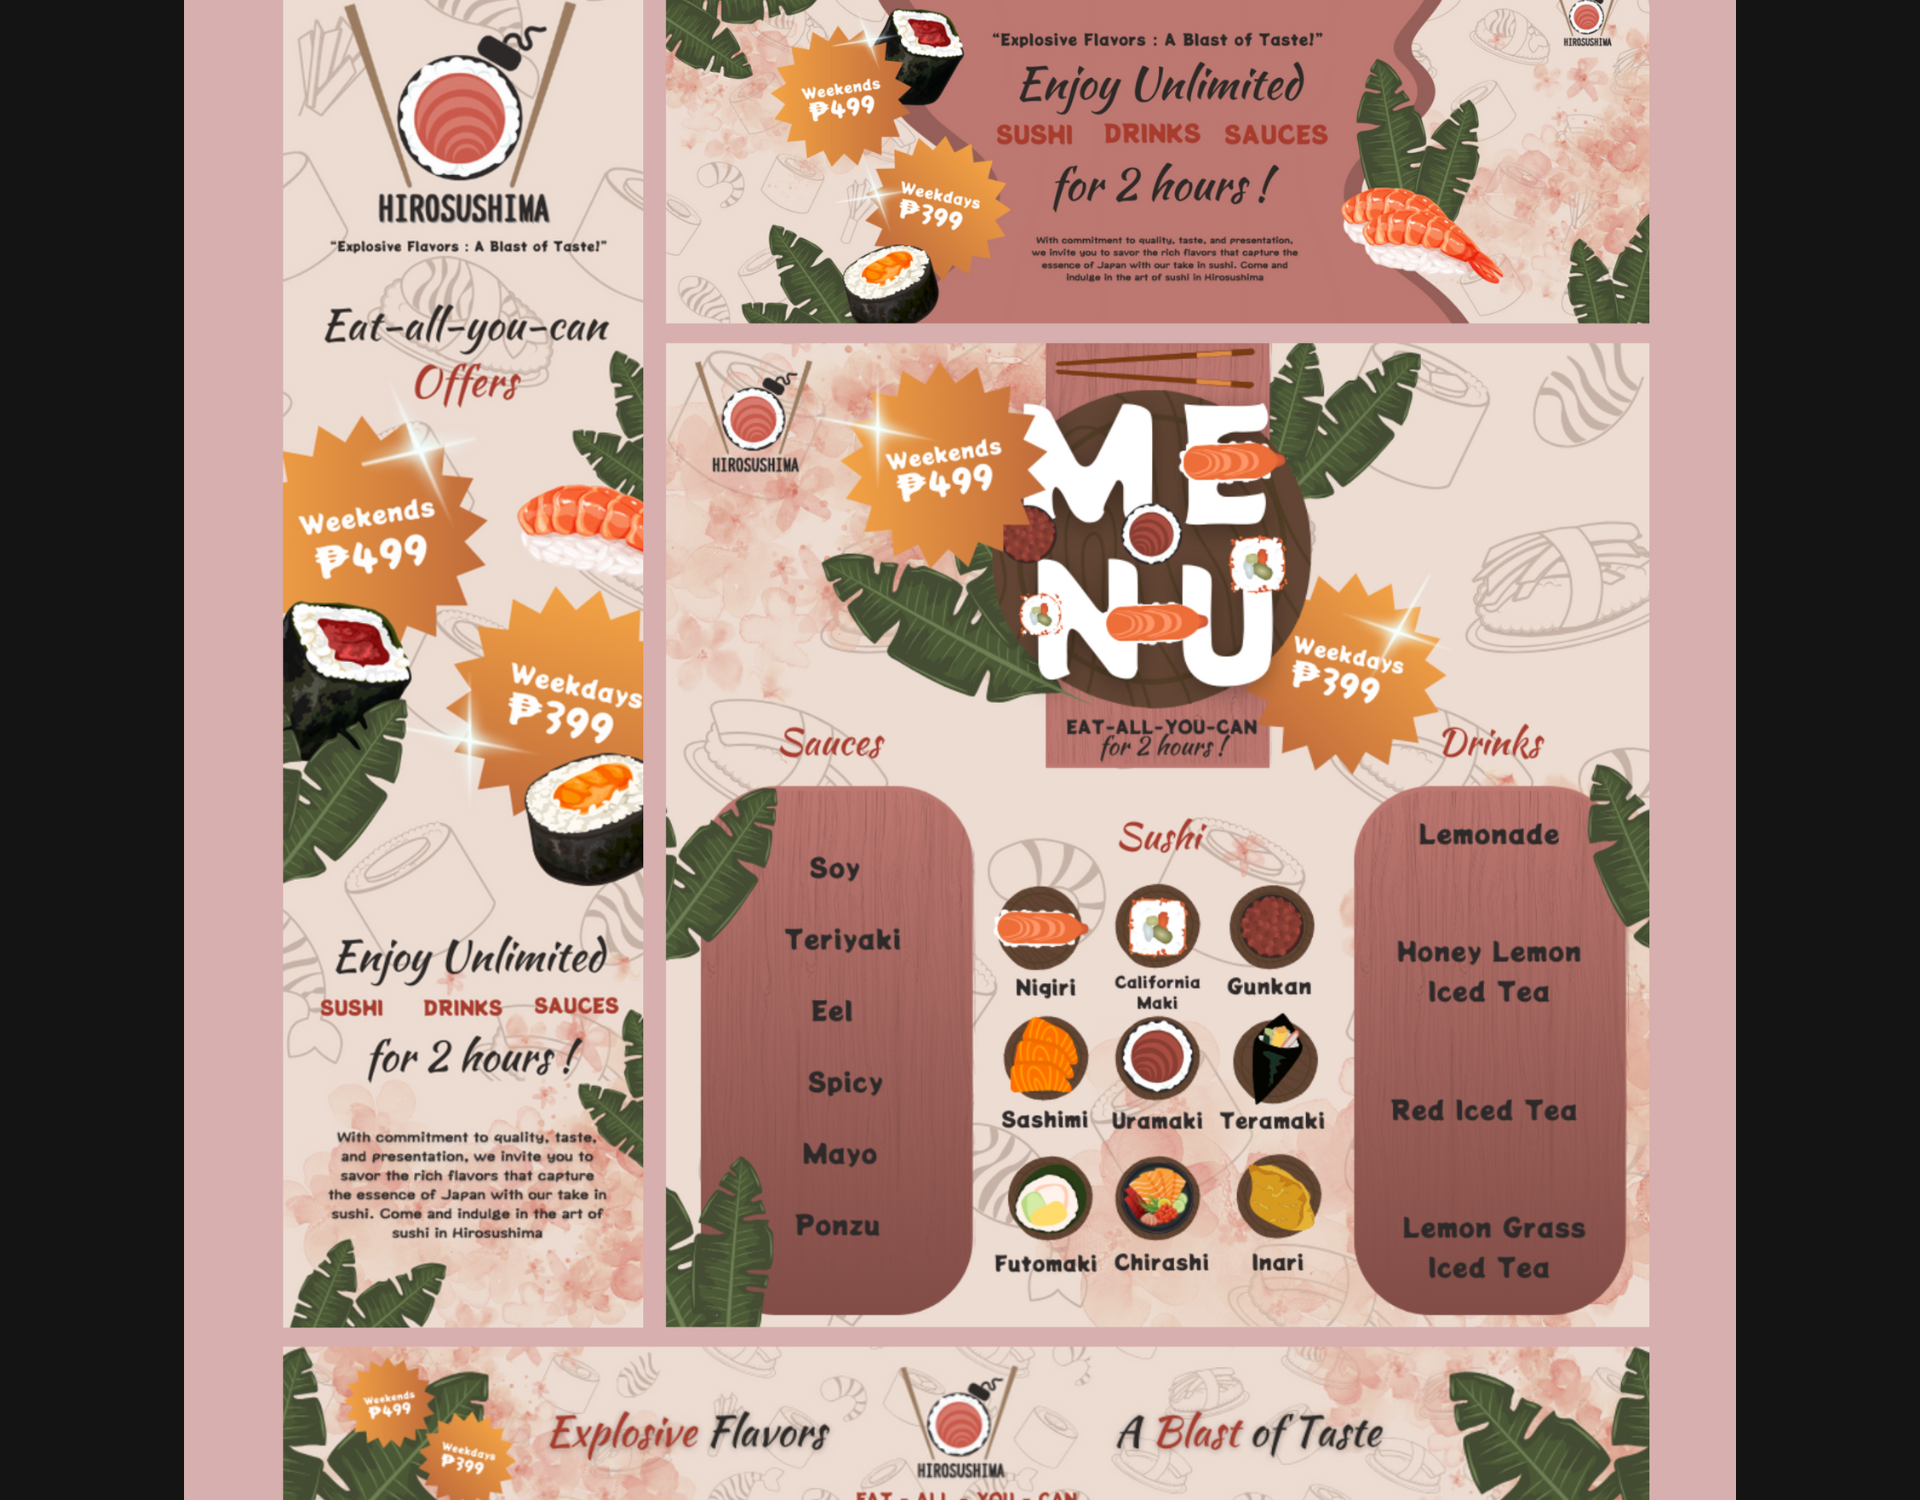 HIROSUSHIMA
“Explosive Flavors : A Blast of Taste!”
Eat-all-you-can
Offers
Weekends
₱499
Weekdays
₱399
Enjoy Unlimited
SUSHI DRINKS SAUCES
for 2 hours !
With commitment to quality, taste,
and presentation, we invite you to
savor the rich flavors that capture
the essence of Japan with our take in
sushi. Come and indulge in the art of
sushi in Hirosushima
“Explosive Flavors : A Blast of Taste!”
Enjoy Unlimited
SUSHI DRINKS SAUCES
for 2 hours !
With commitment to quality, taste, and presentation,
we invite you to savor the rich flavors that capture the
essence of Japan with our take in sushi. Come and
indulge in the art of sushi in Hirosushima
Weekends
₱499
Weekdays
₱399
HIROSUSHIMA
HIROSUSHIMA
Weekends
₱499
ME
NU
Weekdays
₱399
EAT-ALL-YOU-CAN
for 2 hours !
Sauces
Soy
Teriyaki
Eel
Spicy
Mayo
Ponzu
Sushi
Nigiri
California
Maki
Gunkan
Sashimi
Uramaki
Teramaki
Futomaki
Chirashi
Inari
Drinks
Lemonade
Honey Lemon
Iced Tea
Red Iced Tea
Lemon Grass
Iced Tea
Weekends
₱499
Weekdays
₱399
Explosive Flavors
HIROSUSHIMA
A Blast of Taste
EAT - ALL - YOU - CAN